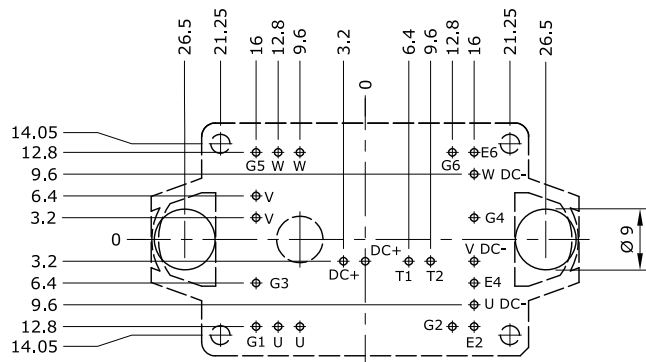 26.5
21.25
16
12.8
9.6
3.2
0
6.4
9.6
12.8
16
21.25
26.5
14.05
12.8
9.6
6.4
3.2
0
3.2
6.4
9.6
12.8
14.05
G5 W W
G6
E6
W DC-
V
V
G4
DC+
V DC-
DC+
T1 T2
G3
E4
U DC-
G1 U U
G2
E2
Ø 9